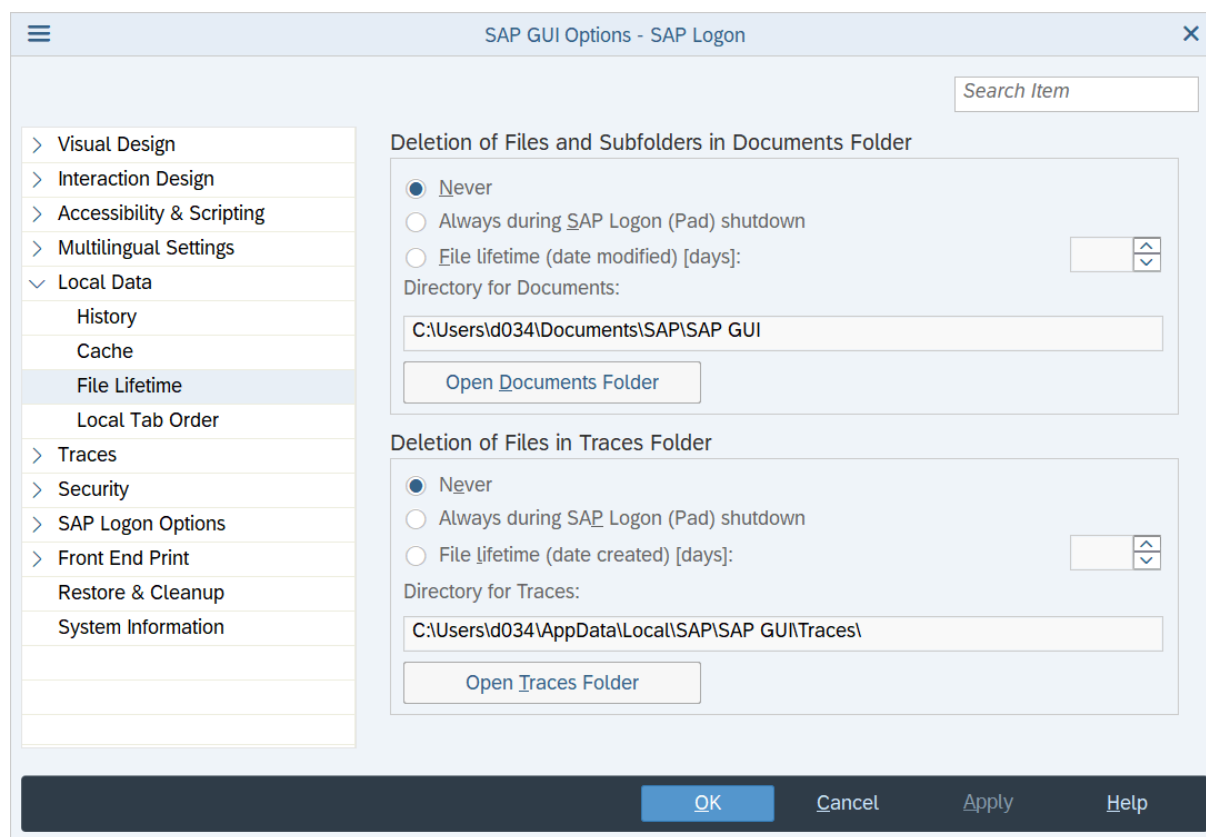 SAP GUI Options - SAP Logon
Search Item
Visual Design
Interaction Design
Accessibility & Scripting
Multilingual Settings
Local Data
History
Cache
File Lifetime
Local Tab Order
Traces
Security
SAP Logon Options
Front End Print
Restore & Cleanup
System Information
Deletion of Files and Subfolders in Documents Folder
Never
Always during SAP Logon (Pad) shutdown
File lifetime (date modified) [days]:
Directory for Documents:
C:\Users\d034\Documents\SAP\SAP GUI
Open Documents Folder
Deletion of Files in Traces Folder
Never
Always during SAP Logon (Pad) shutdown
File lifetime (date created) [days]:
Directory for Traces:
C:\Users\d034\AppData\Local\SAP\SAP GUI\Traces\
Open Traces Folder
OK Cancel Apply Help